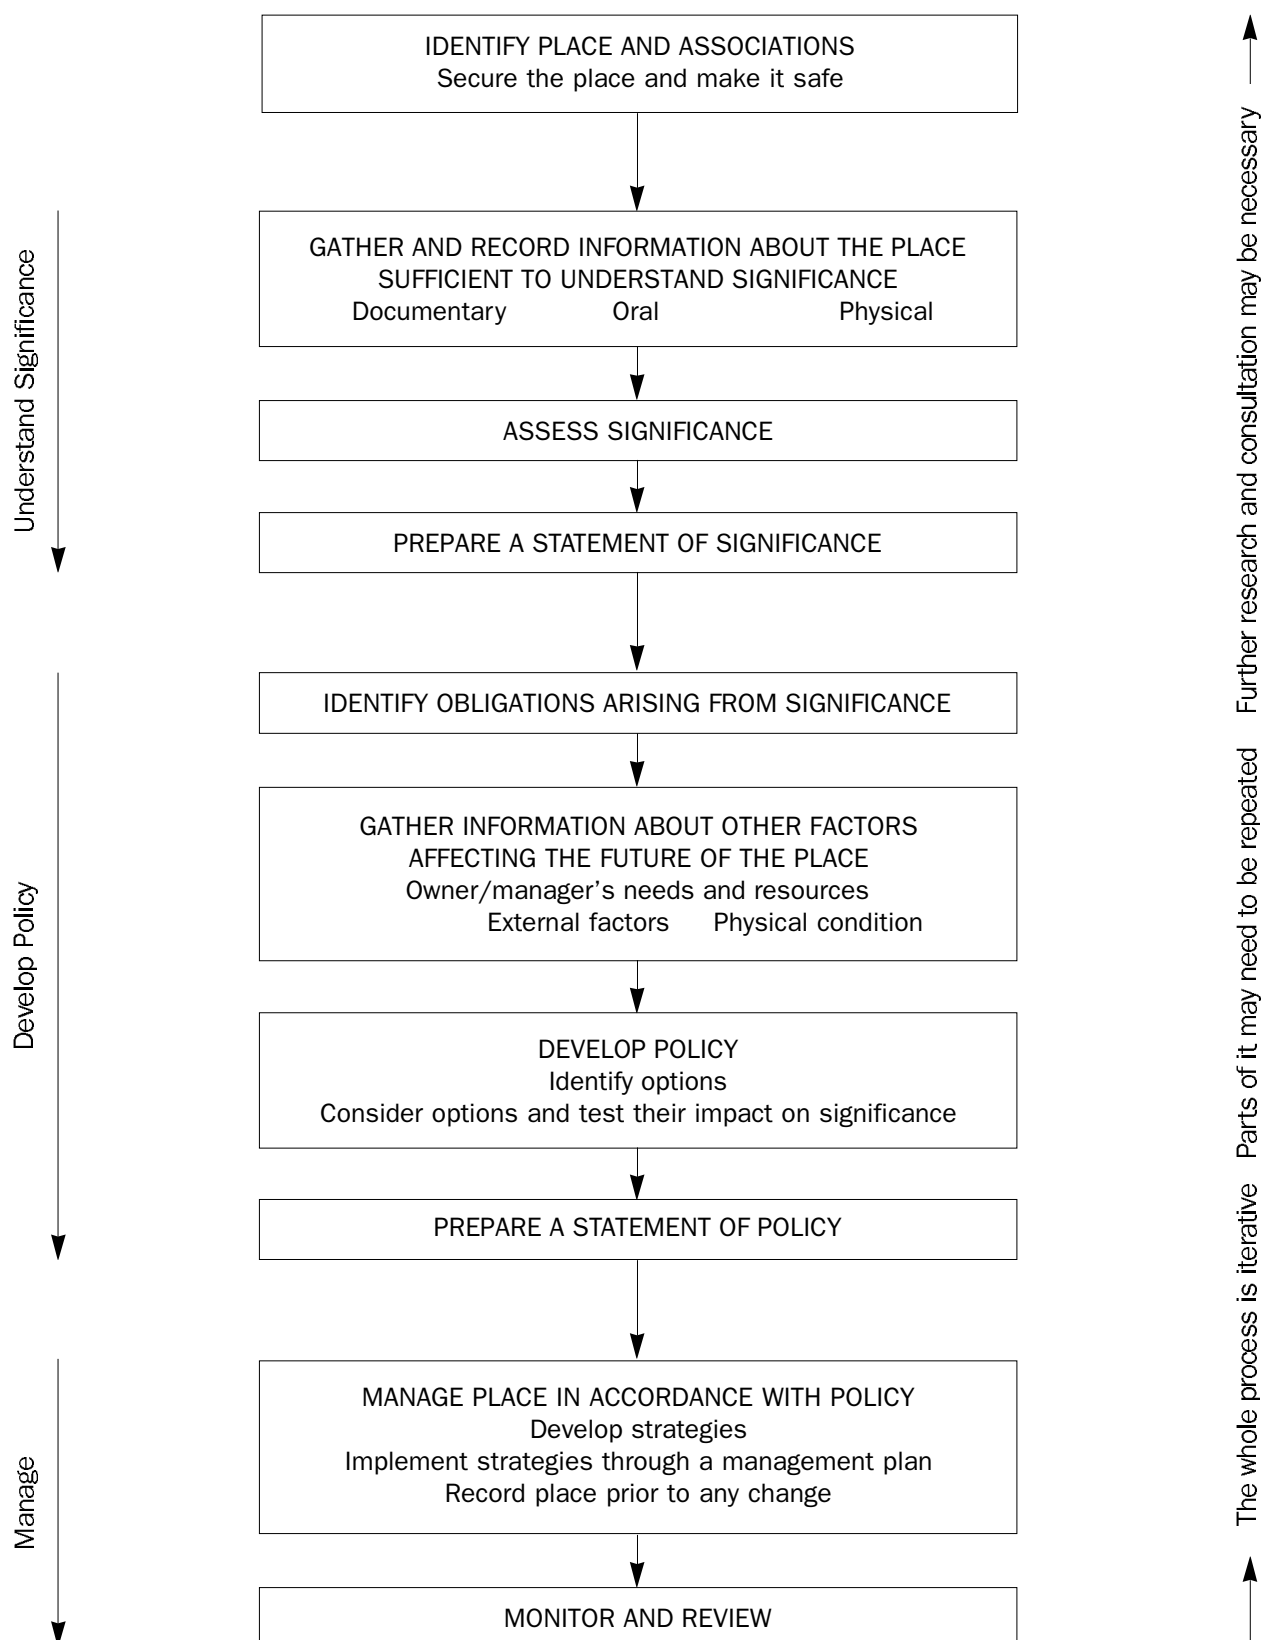 IDENTIFY PLACE AND ASSOCIATIONS
Secure the place and make it safe
Understand Significance
GATHER AND RECORD INFORMATION ABOUT THE PLACE
SUFFICIENT TO UNDERSTAND SIGNIFICANCE
Documentary Oral Physical
ASSESS SIGNIFICANCE
PREPARE A STATEMENT OF SIGNIFICANCE
Develop Policy
IDENTIFY OBLIGATIONS ARISING FROM SIGNIFICANCE
GATHER INFORMATION ABOUT OTHER FACTORS
AFFECTING THE FUTURE OF THE PLACE
Owner/manager’s needs and resources
External factors Physical condition
DEVELOP POLICY
Identify options
Consider options and test their impact on significance
PREPARE A STATEMENT OF POLICY
Manage
MANAGE PLACE IN ACCORDANCE WITH POLICY
Develop strategies
Implement strategies through a management plan
Record place prior to any change
MONITOR AND REVIEW
The whole process is iterative Parts of it may need to be repeated Further research and consultation may be necessary